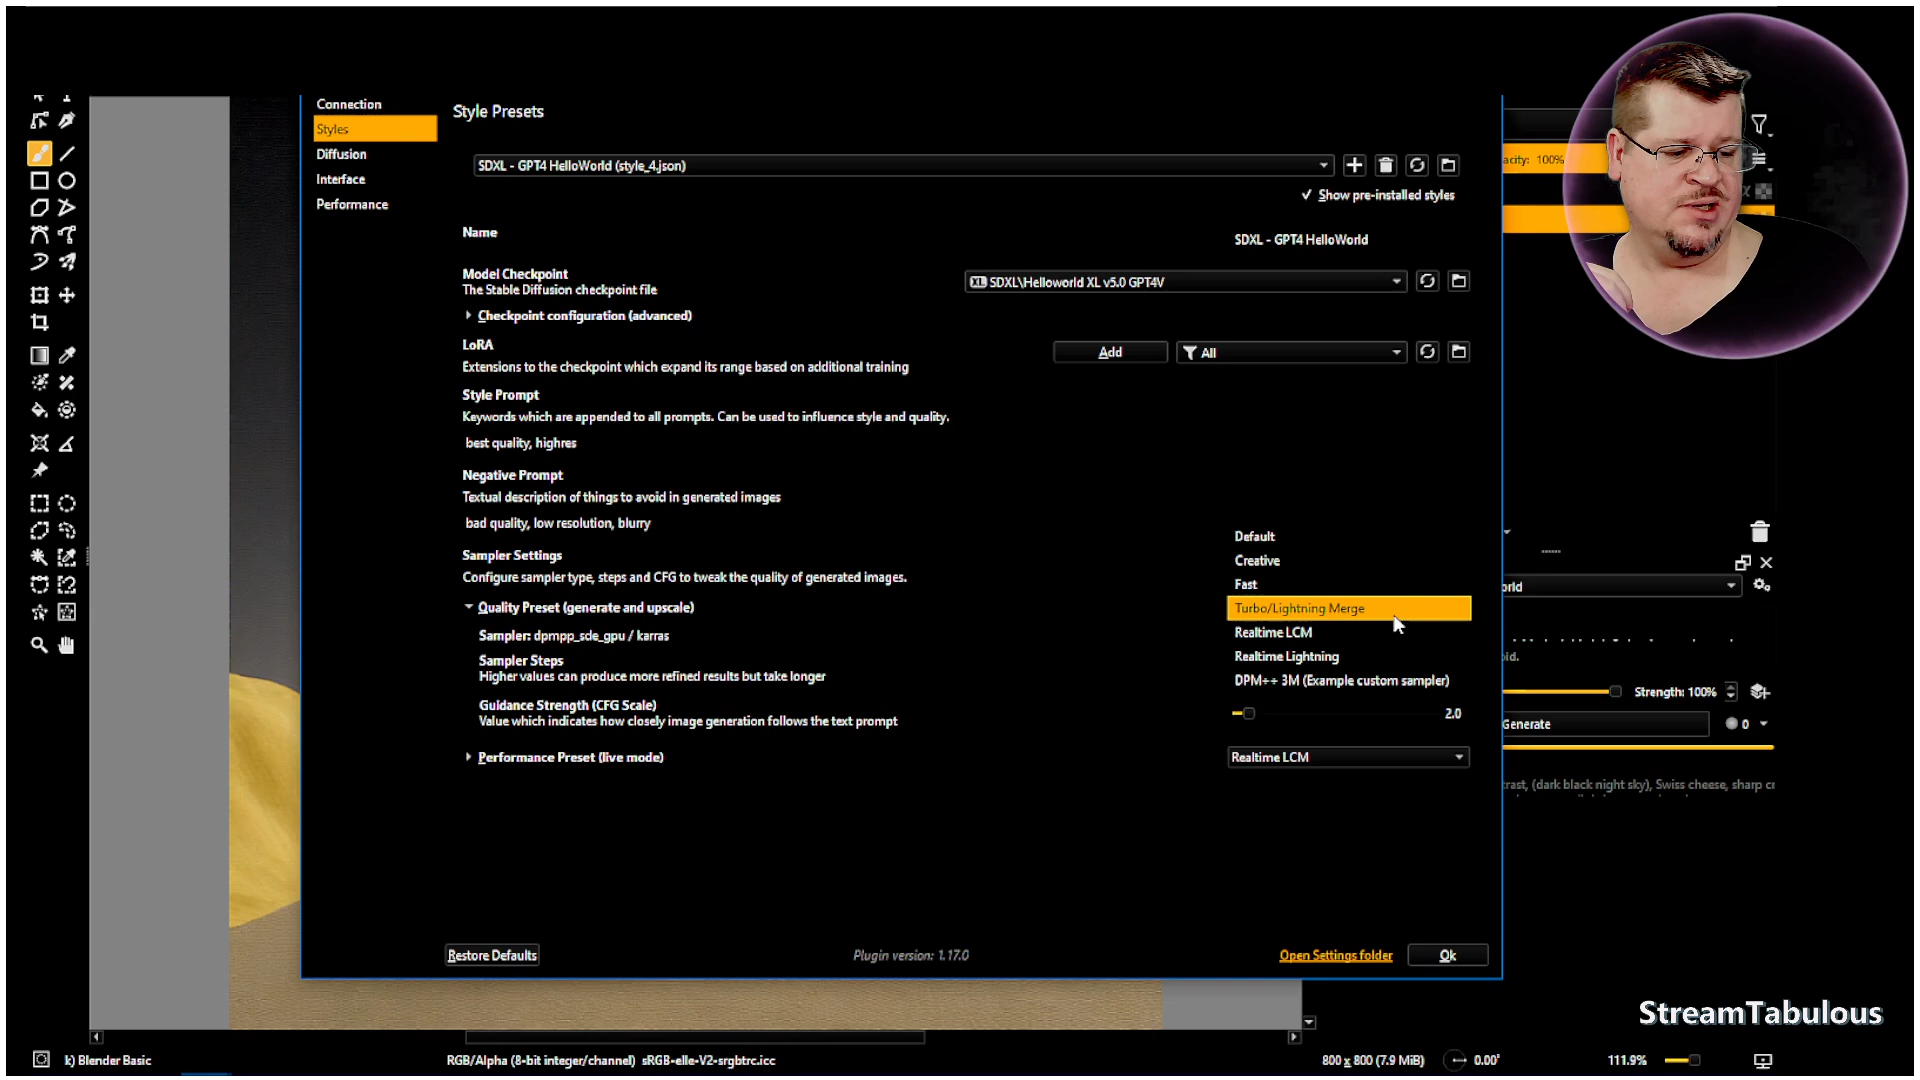 Connection
Styles
Diffusion
Interface
Performance
Style Presets
SDXL - GPT4 HelloWorld (style_4.json)
✓ Show pre-installed styles
Name
SDXL - GPT4 HelloWorld
Model Checkpoint
The Stable Diffusion checkpoint file
XL SDXL\Helloworld XL v5.0 GPT4V
Checkpoint configuration (advanced)
LoRA
Extensions to the checkpoint which expand its range based on additional training
Add
All
Style Prompt
Keywords which are appended to all prompts. Can be used to influence style and quality.
best quality, highres
Negative Prompt
Textual description of things to avoid in generated images
bad quality, low resolution, blurry
Sampler Settings
Configure sampler type, steps and CFG to tweak the quality of generated images.
Quality Preset (generate and upscale)
Sampler: dpmpp_sde_gpu / karras
Sampler Steps
Higher values can produce more refined results but take longer
Guidance Strength (CFG Scale)
Value which indicates how closely image generation follows the text prompt
Default
Creative
Fast
Turbo/Lightning Merge
Realtime LCM
Realtime Lightning
DPM++ 3M (Example custom sampler)
2.0
Performance Preset (live mode)
Realtime LCM
Restore Defaults
Plugin version: 1.17.0
Open Settings folder
Ok
acity: 100%
orld
oid.
Strength: 100%
Generate
0
trast, (dark black night sky), Swiss cheese, sharp cr
StreamTabulous
k) Blender Basic
RGB/Alpha (8-bit integer/channel) sRGB-elle-V2-srgbtrc.icc
800 x 800 (7.9 MiB)
0.00°
111.9%